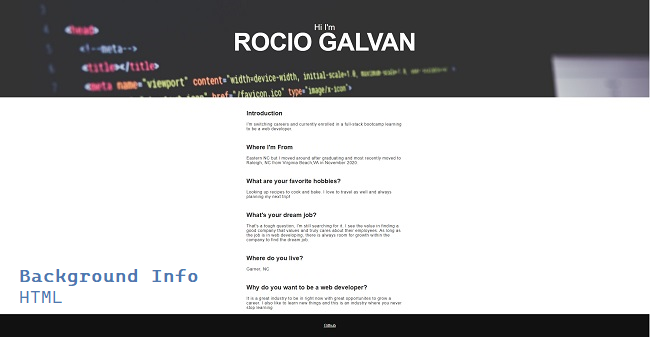 <head>
<!--meta-->
<title></title>
<meta name="viewport" content="width=device-width, initial-scale=1.0,
href="/favicon.ico" type="image/x-icon">
Hi I'm
ROCIO GALVAN
Introduction
I'm switching careers and currently enrolled in a full-stack bootcamp learning
to be a web developer.
Where I'm From
Eastern NC but I moved around after graduating and most recently moved to
Raleigh, NC from Virginia Beach,VA in November 2020.
What are your favorite hobbies?
Looking up recipes to cook and bake. I love to travel as well and always
planning my next trip!
What's your dream job?
That's a tough question, I'm still searching for it. I see the value in finding a
good company that values and truly cares about their employees. As long as
the job is in web developing, there is always room for growth within the
company to find the dream job.
Where do you live?
Garner, NC
Why do you want to be a web developer?
It is a great industry to be in right now with great opportunites to grow a
career. I also like to learn new things and this is an industry where you never
stop learning.
Background Info
HTML
Github